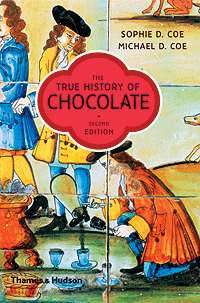 SOPHIE D. COE
MICHAEL D. COE
THE
TRUE HISTORY OF
CHOCOLATE
SECOND
EDITION
Thames & Hudson